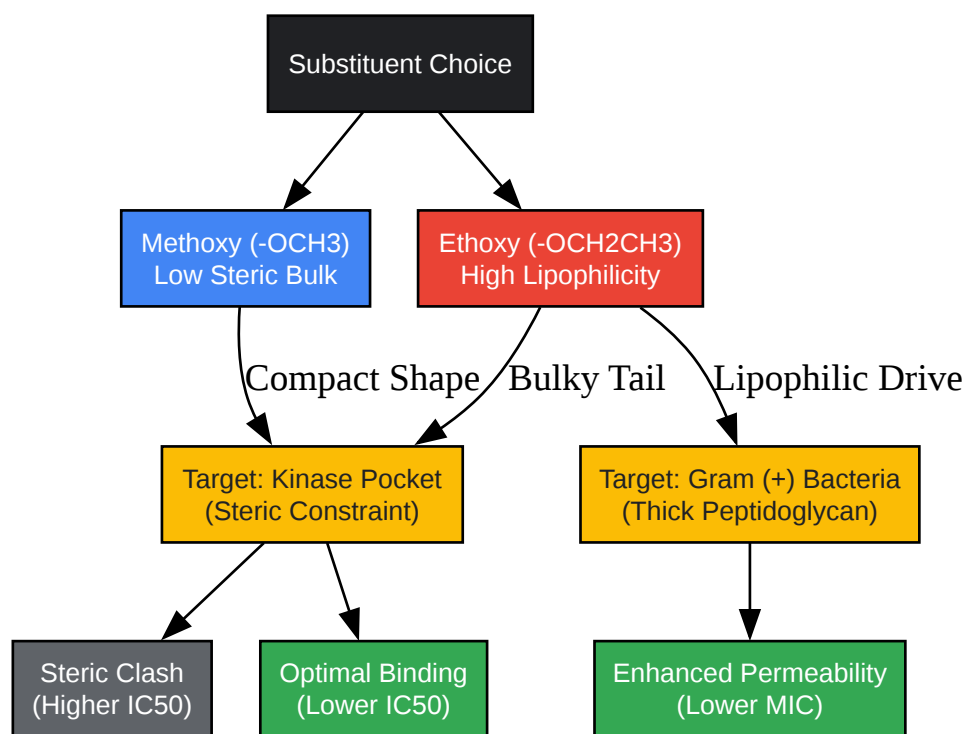 Substituent Choice
Methoxy (-OCH3)
Low Steric Bulk
Ethoxy (-OCH2CH3)
High Lipophilicity
Compact Shape
Bulky Tail
Lipophilic Drive
Target: Kinase Pocket
(Steric Constraint)
Target: Gram (+) Bacteria
(Thick Peptidoglycan)
Steric Clash
(Higher IC50)
Optimal Binding
(Lower IC50)
Enhanced Permeability
(Lower MIC)